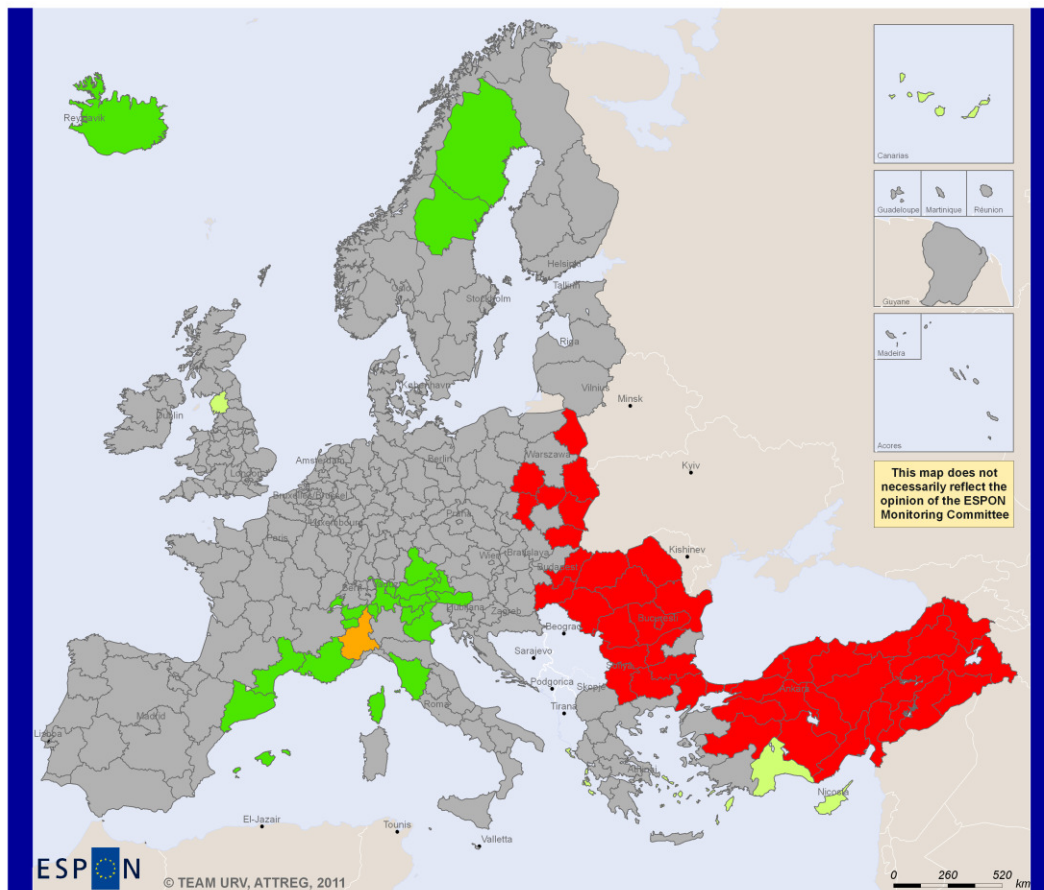 Reykjavik
Canarias
Guadeloupe
Martinique
Réunion
Guyane
Madeira
Acores
This map does not
necessarily reflect the
opinion of the ESPON
Monitoring Committee
Oslo
Helsinki
Tallinn
Stockholm
Riga
København
Vilnius
Minsk
Dublin
Berlin
Warszawa
Amsterdam
London
Kyiv
Bruxelles/Brussel
Luxembourg
Praha
Paris
Kishinev
Wien
Bratislava
Budapest
Bern
Ljubljana
Zagreb
Beograd
Bucuresti
Sarajevo
Sofiya
Podgorica
Skopje
Ankara
Roma
Tirana
Madrid
Lisboa
Athinai
Nicosia
El-Jazair
Tounis
Valletta
ESPON
© TEAM URV, ATTREG, 2011
0 260 520
km